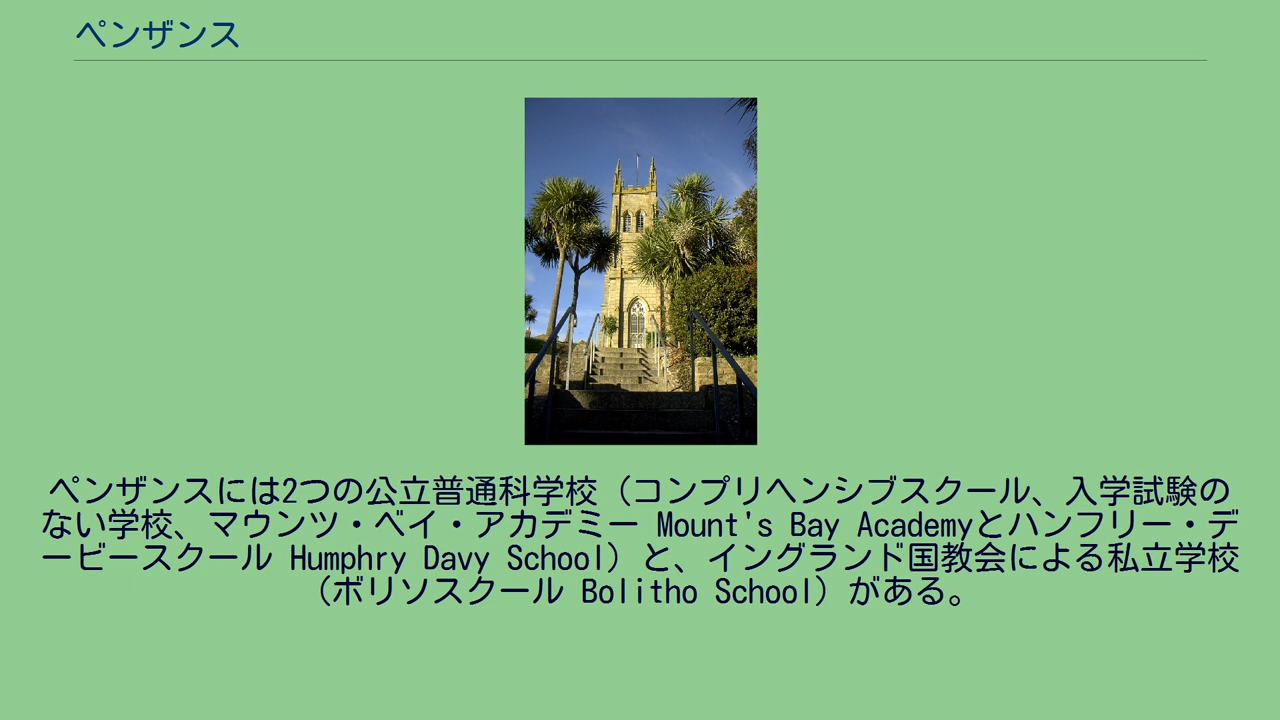 ペンザンス
ペンザンスには2つの公立普通科学校（コンプリヘンシブスクール、入学試験の
ない学校、マウンツ・ベイ・アカデミー Mount's Bay Academyとハンフリー・デ
ービースクール Humphry Davy School）と、イングランド国教会による私立学校
（ボリソスクール Bolitho School）がある。